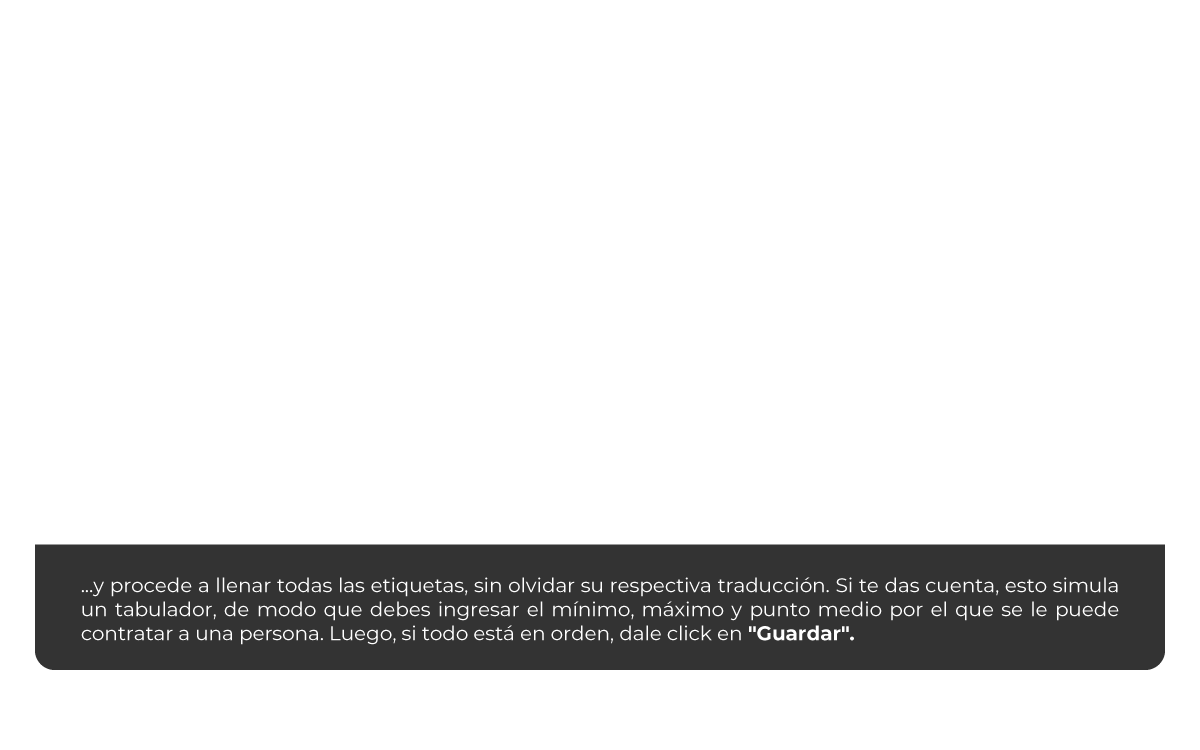 ...y procede a llenar todas las etiquetas, sin olvidar su respectiva traducción. Si te das cuenta, esto simula
un tabulador, de modo que debes ingresar el mínimo, máximo y punto medio por el que se le puede
contratar a una persona. Luego, si todo está en orden, dale click en "Guardar".